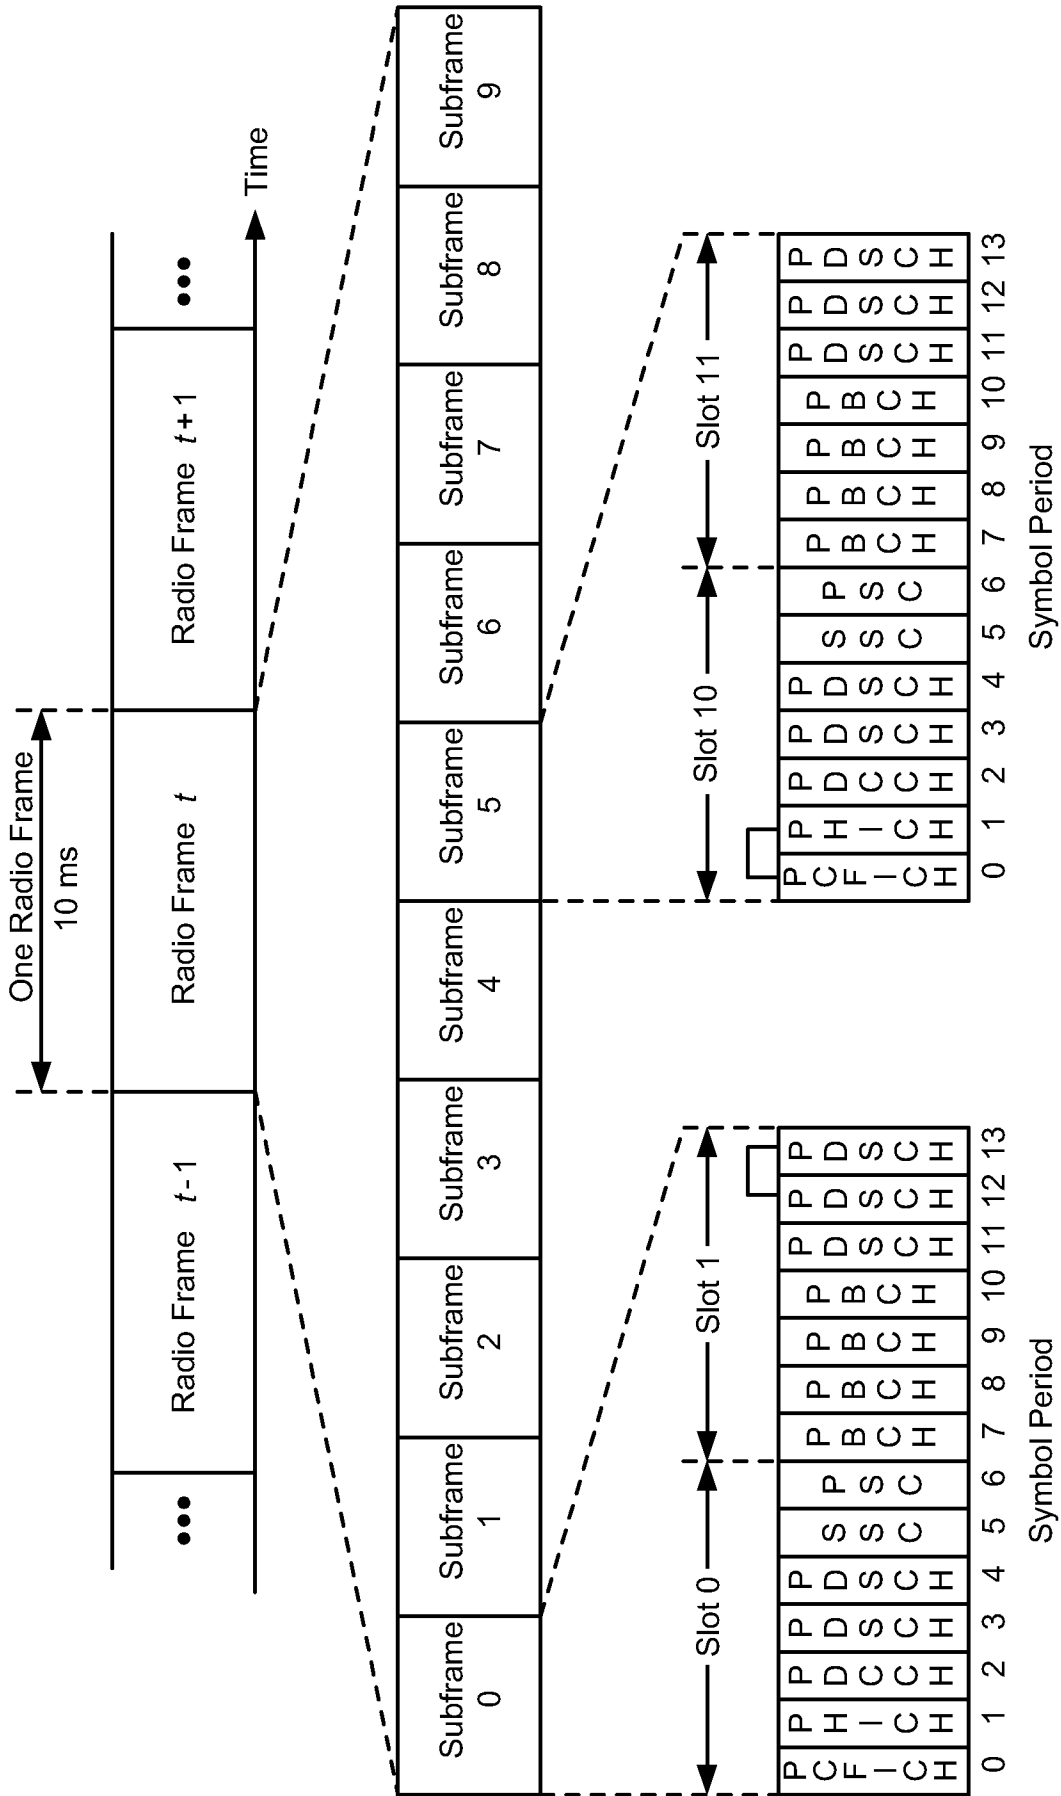 One Radio Frame
10 ms
Radio Frame t-1
Radio Frame t
Radio Frame t+1
Time
Subframe
0
Subframe
1
Subframe
2
Subframe
3
Subframe
4
Subframe
5
Subframe
6
Subframe
7
Subframe
8
Subframe
9
Slot 0
Slot 1
PCFICH
PHICH
PDCCH
PDSCH
PDSCH
SSC
PSC
PBCH
PBCH
PBCH
PBCH
PDSCH
PDSCH
PDSCH
0 1 2 3 4 5 6 7 8 9 10 11 12 13
Symbol Period
Slot 10
Slot 11
PCFICH
PHICH
PDCCH
PDSCH
PDSCH
SSC
PSC
PBCH
PBCH
PBCH
PBCH
PDSCH
PDSCH
PDSCH
0 1 2 3 4 5 6 7 8 9 10 11 12 13
Symbol Period